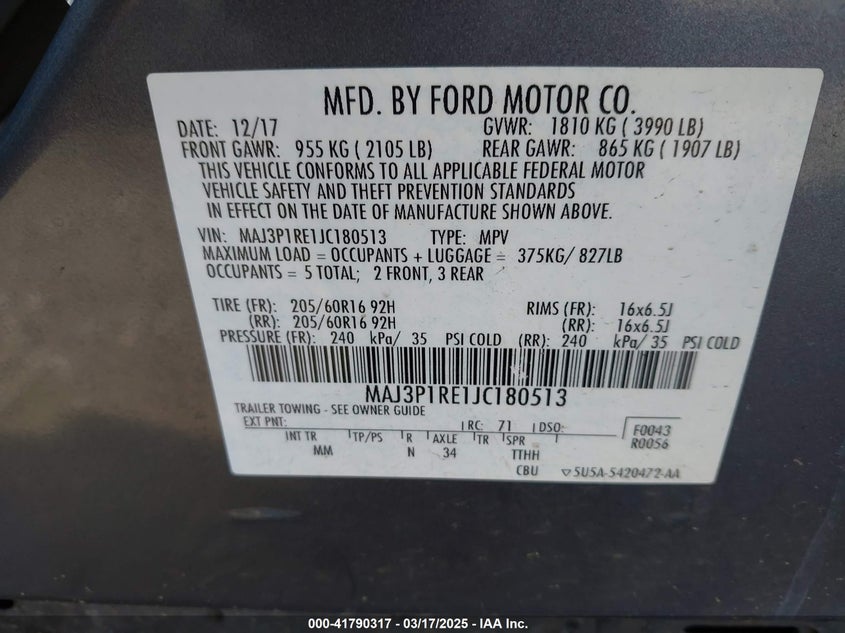 MFD. BY FORD MOTOR CO.
DATE: 12/17 GVWR: 1810 KG ( 3990 LB)
FRONT GAWR: 955 KG ( 2105 LB) REAR GAWR: 865 KG ( 1907 LB)
THIS VEHICLE CONFORMS TO ALL APPLICABLE FEDERAL MOTOR
VEHICLE SAFETY AND THEFT PREVENTION STANDARDS
IN EFFECT ON THE DATE OF MANUFACTURE SHOWN ABOVE.
VIN: MAJ3P1RE1JC180513 TYPE: MPV
MAXIMUM LOAD = OCCUPANTS + LUGGAGE = 375KG/ 827LB
OCCUPANTS = 5 TOTAL; 2 FRONT, 3 REAR
TIRE (FR): 205/60R16 92H RIMS (FR): 16x6.5J
(RR): 205/60R16 92H (RR): 16x6.5J
PRESSURE (FR): 240 kPa/ 35 PSI COLD (RR): 240 kPa/ 35 PSI COLD
MAJ3P1RE1JC180513
TRAILER TOWING - SEE OWNER GUIDE
EXT PNT: RC: 71 DSO: F0043
R0056
INT TR TP/PS R AXLE TR SPR
MM N 34 TTHH
CBU 5U5A-5420472-AA
000-41790317 - 03/17/2025 - IAA Inc.